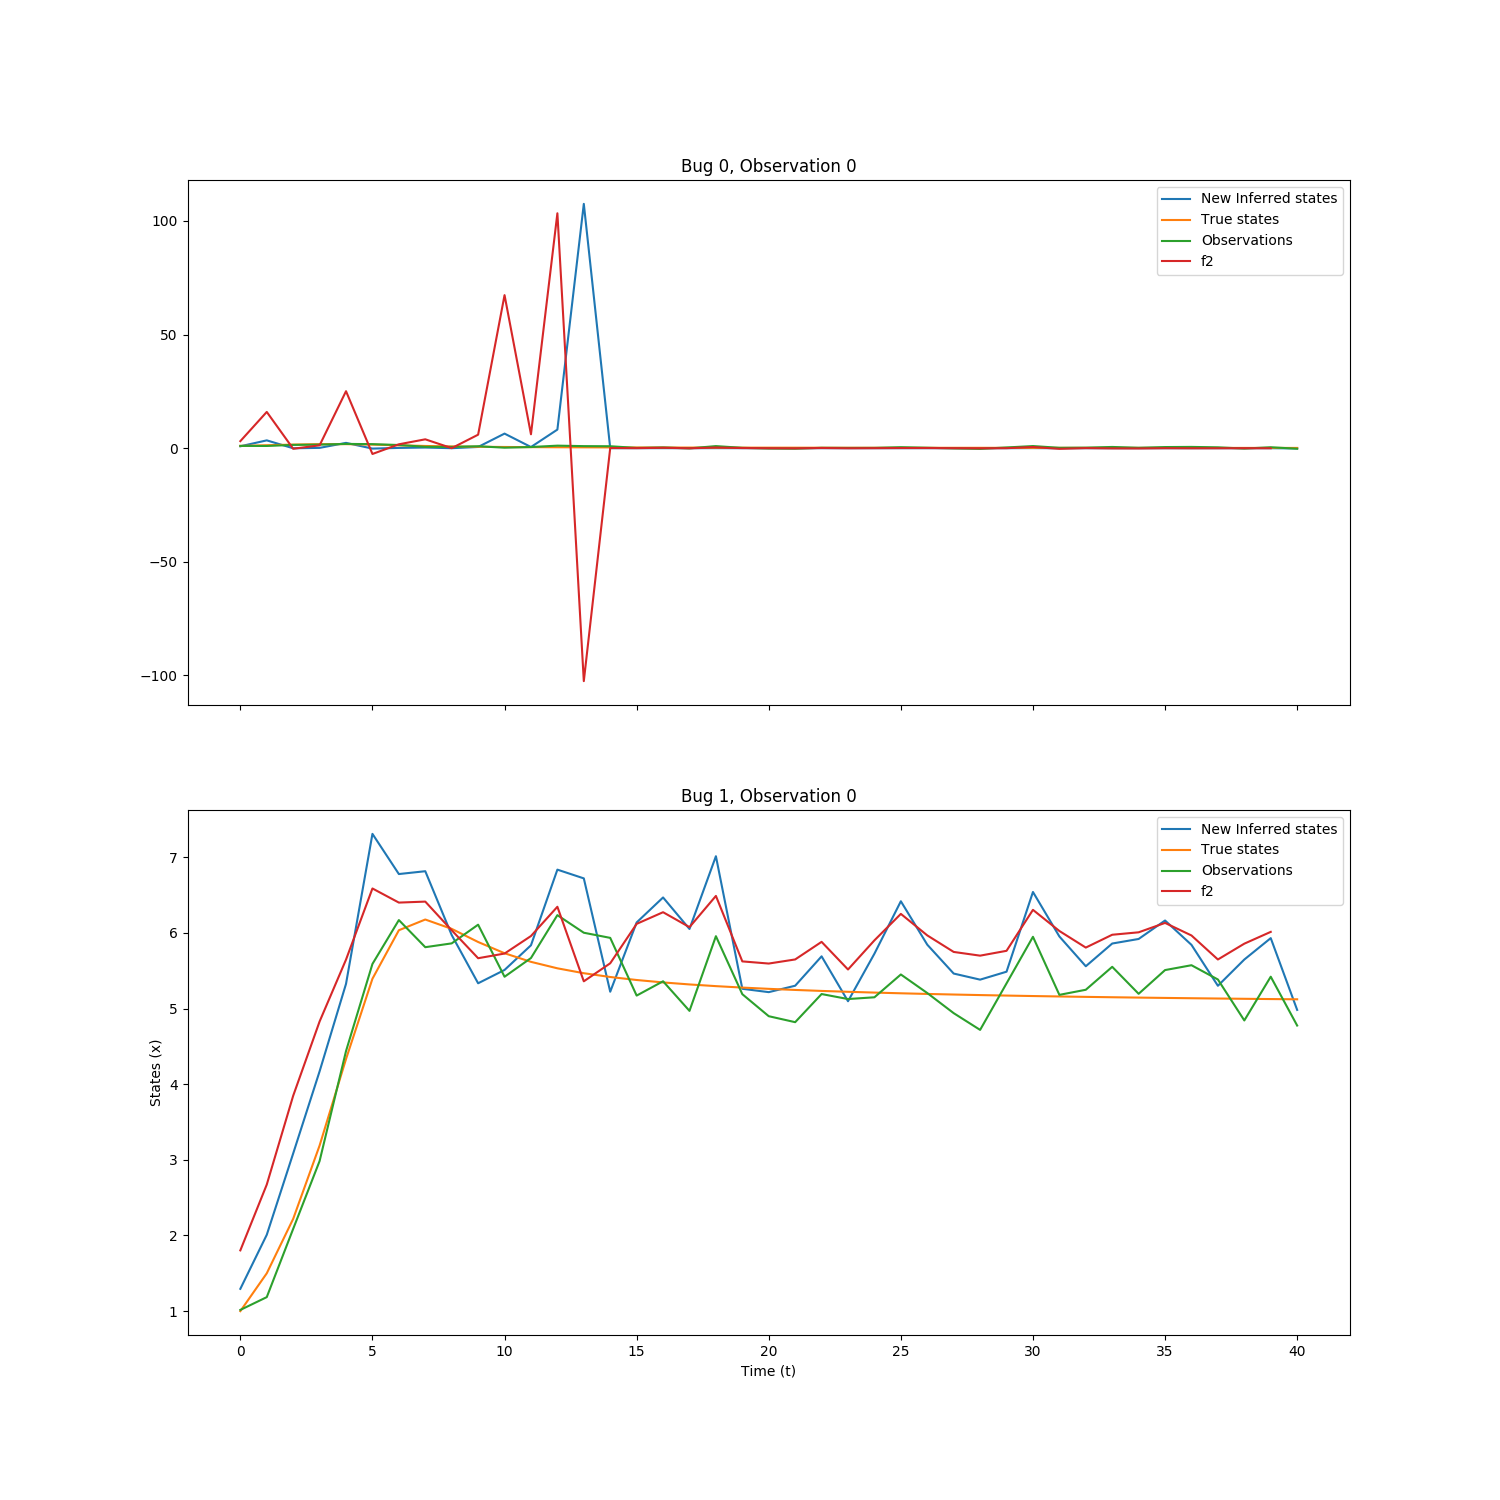 Bug 0, Observation 0
New Inferred states
True states
Observations
f2
100
50
0
−50
−100
Bug 1, Observation 0
New Inferred states
True states
Observations
f2
7
6
5
4
3
2
1
States (x)
0 5 10 15 20 25 30 35 40
Time (t)